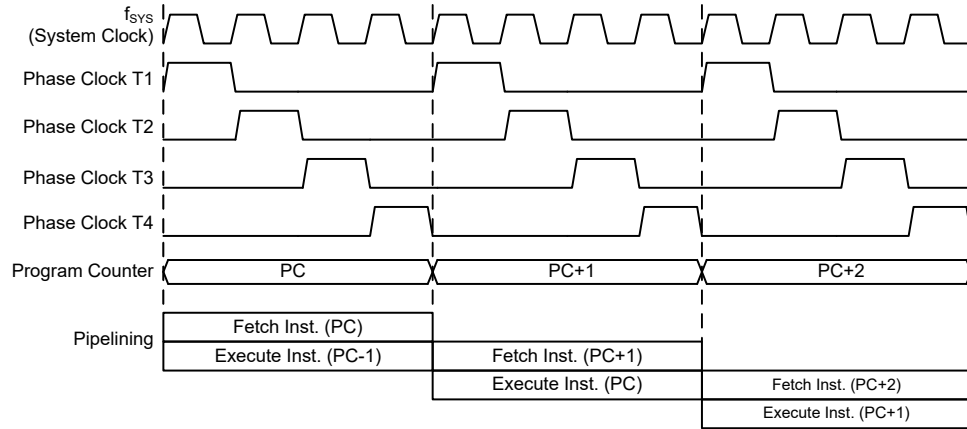 fSYS
(System Clock)
Phase Clock T1
Phase Clock T2
Phase Clock T3
Phase Clock T4
Program Counter PC PC+1 PC+2
Pipelining
Fetch Inst. (PC)
Execute Inst. (PC-1) Fetch Inst. (PC+1)
Execute Inst. (PC) Fetch Inst. (PC+2)
Execute Inst. (PC+1)